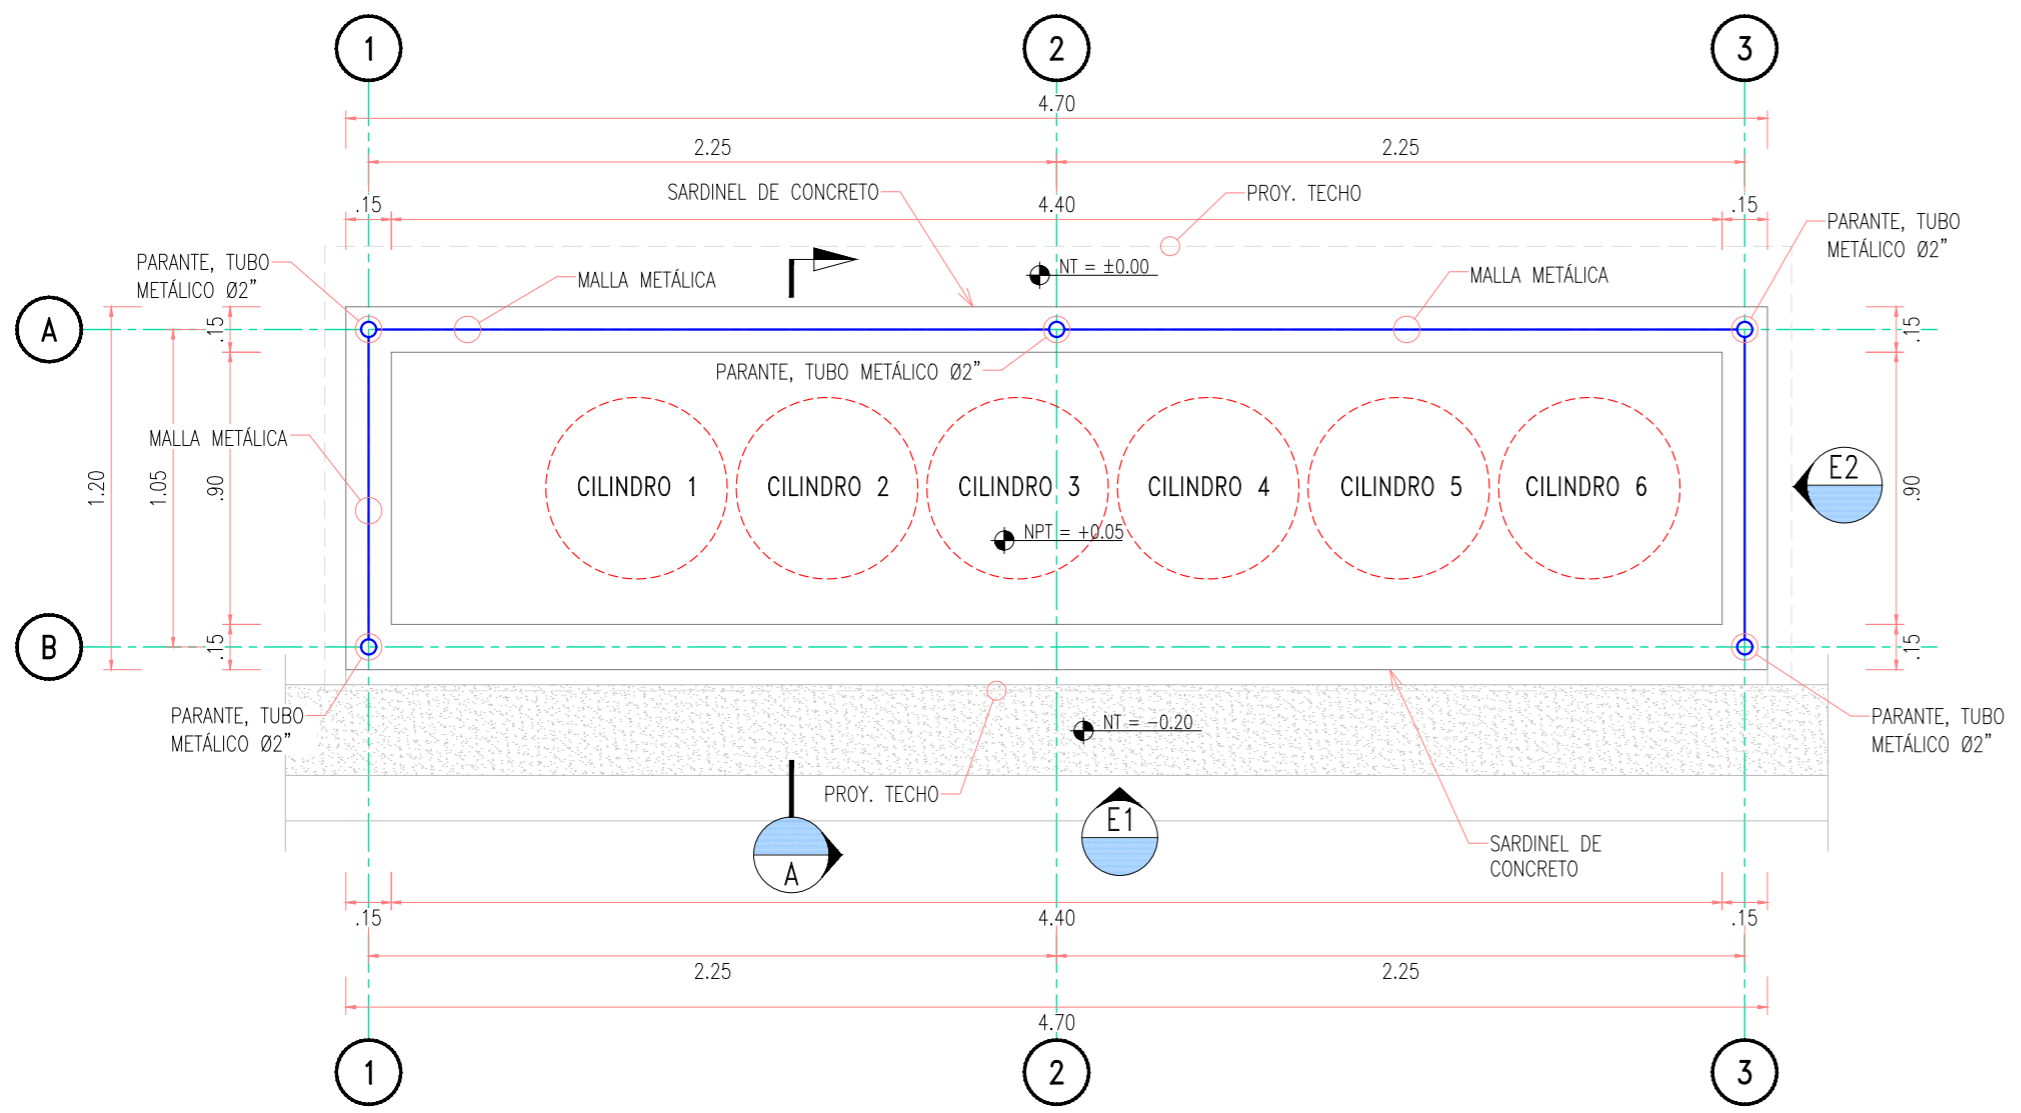 1
2
3
4.70
2.25
2.25
SARDINEL DE CONCRETO
PROY. TECHO
.15
4.40
.15
PARANTE, TUBO
METÁLICO Ø2"
PARANTE, TUBO
METÁLICO Ø2"
MALLA METÁLICA
NT = ±0.00
MALLA METÁLICA
A
.15
.15
PARANTE, TUBO METÁLICO Ø2"
MALLA METÁLICA
1.20
1.05
.90
CILINDRO 1
CILINDRO 2
CILINDRO 3
CILINDRO 4
CILINDRO 5
CILINDRO 6
E2
.90
NPT = +0.05
B
.15
.15
PARANTE, TUBO
METÁLICO Ø2"
NT = -0.20
PARANTE, TUBO
METÁLICO Ø2"
PROY. TECHO
E1
A
SARDINEL DE
CONCRETO
.15
4.40
.15
2.25
2.25
4.70
1
2
3